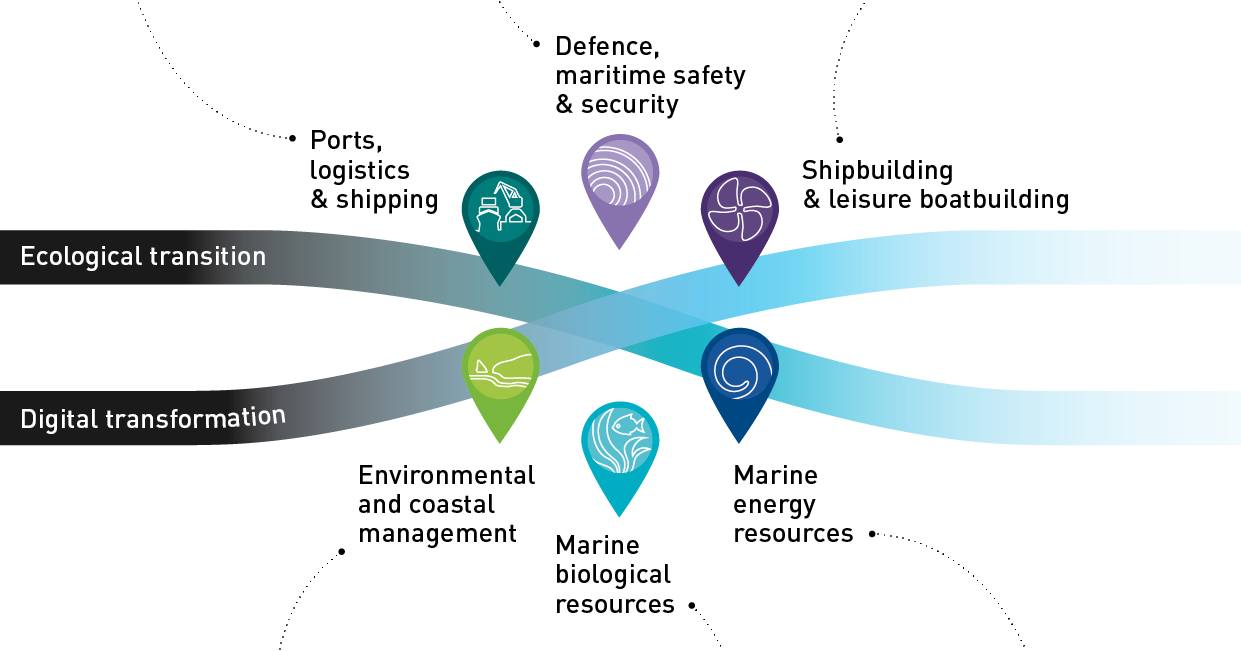 Defence,
maritime safety
& security
Ports,
logistics
& shipping
Shipbuilding
& leisure boatbuilding
Ecological transition
Digital transformation
Environmental
and coastal
management
Marine
biological
resources
Marine
energy
resources